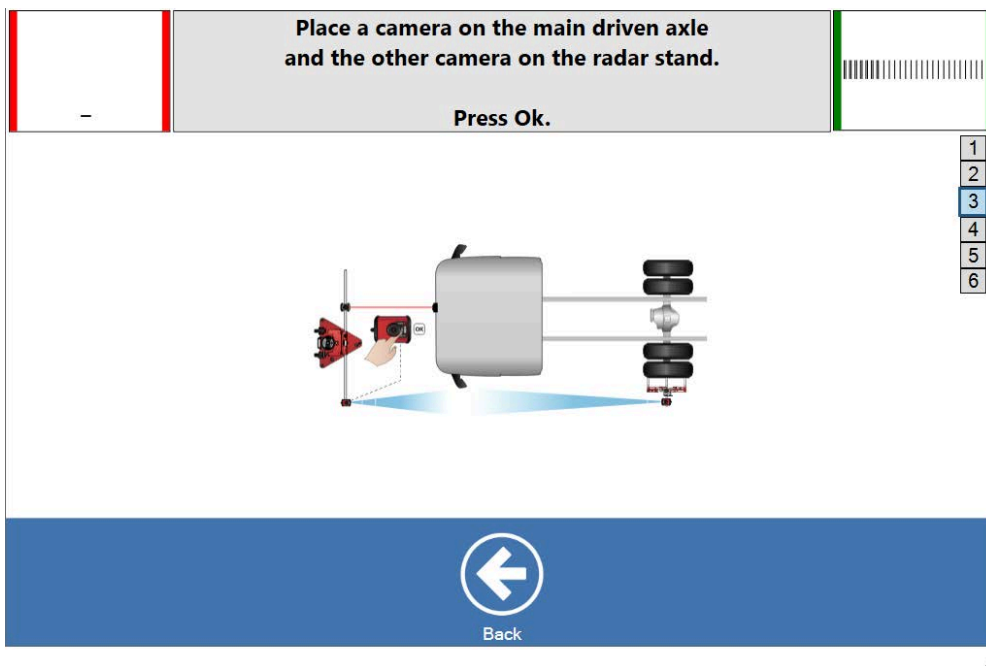 Place a camera on the main driven axle
and the other camera on the radar stand.
Press Ok.
–
1
2
3
4
5
6
OK
Back